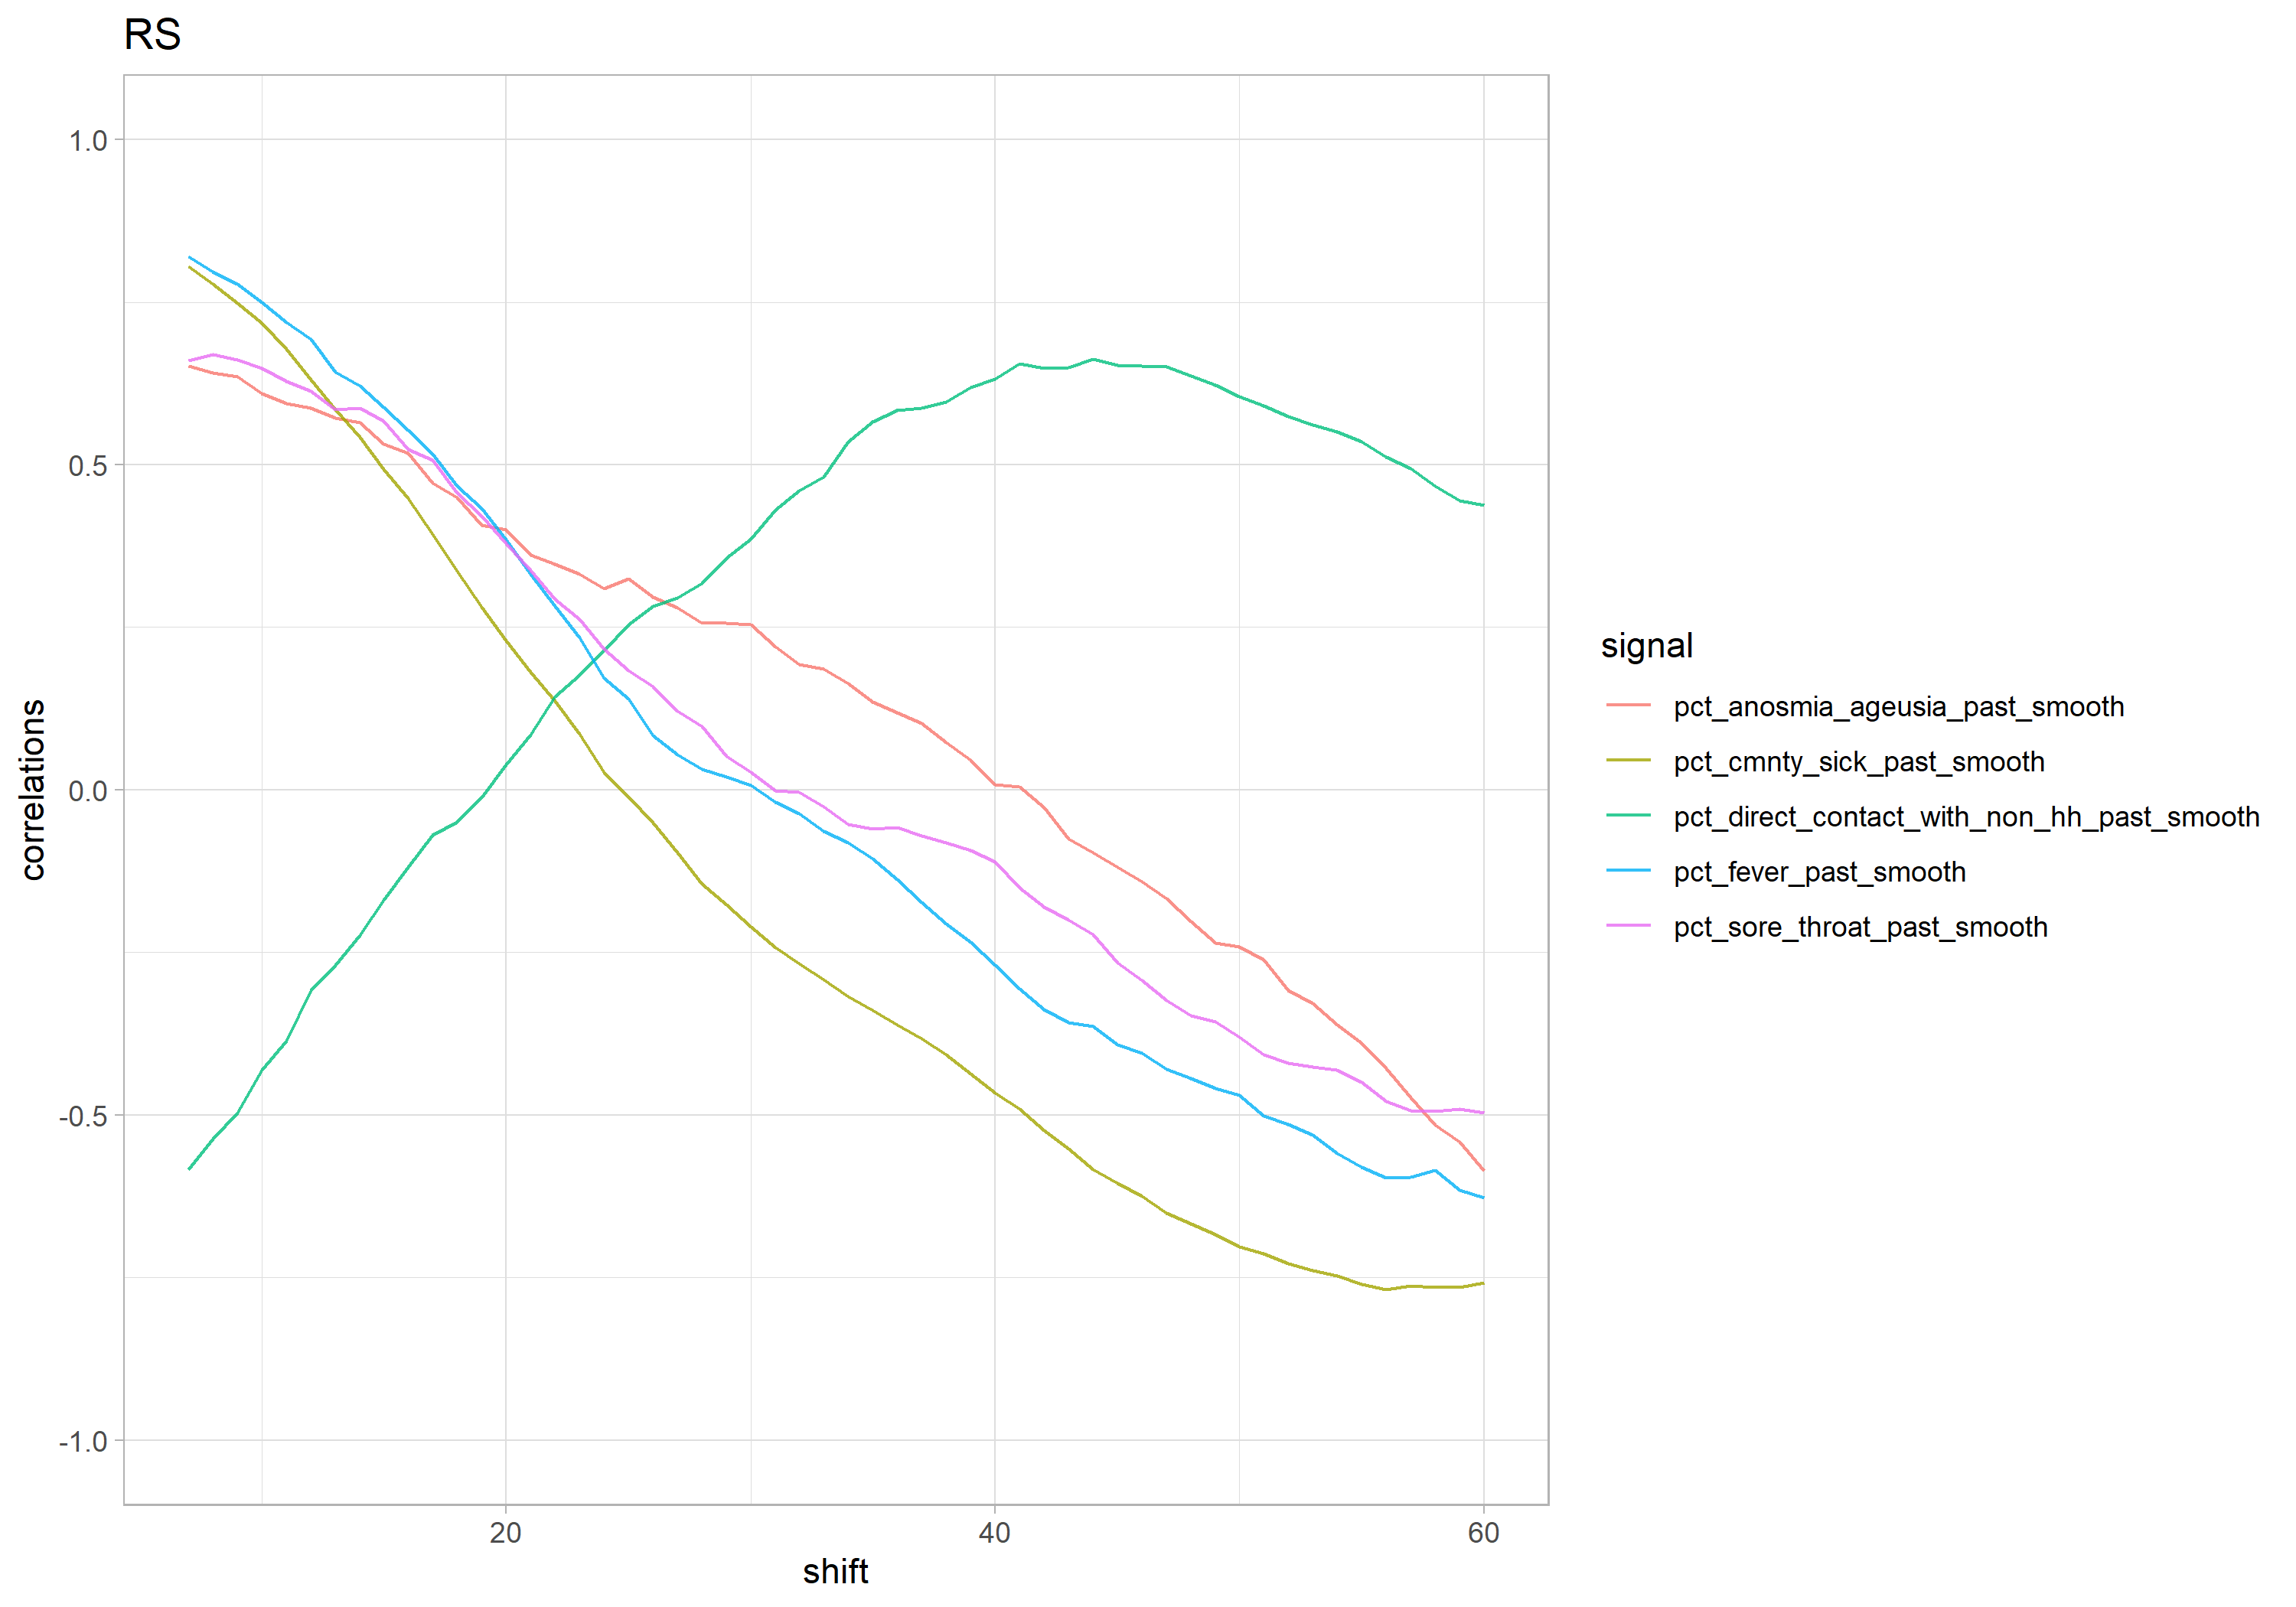 RS
1.0
0.5
0.0
-0.5
-1.0
correlations
20 40 60
shift
signal
pct_anosmia_ageusia_past_smooth
pct_cmnty_sick_past_smooth
pct_direct_contact_with_non_hh_past_smooth
pct_fever_past_smooth
pct_sore_throat_past_smooth